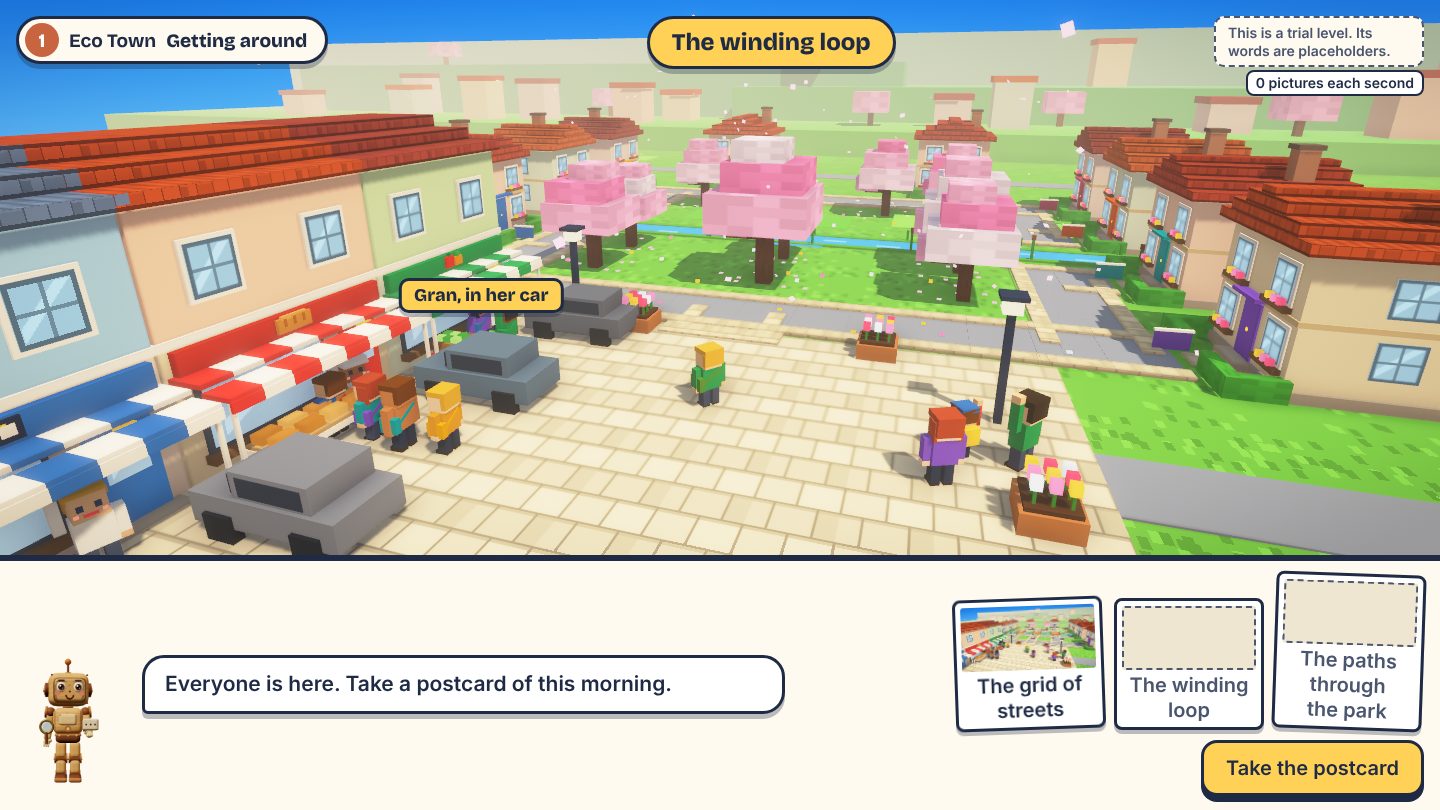 1 Eco Town Getting around
The winding loop
This is a trial level. Its
words are placeholders.
0 pictures each second
Gran, in her car
Everyone is here. Take a postcard of this morning.
The grid of
streets
The winding
loop
The paths
through
the park
Take the postcard